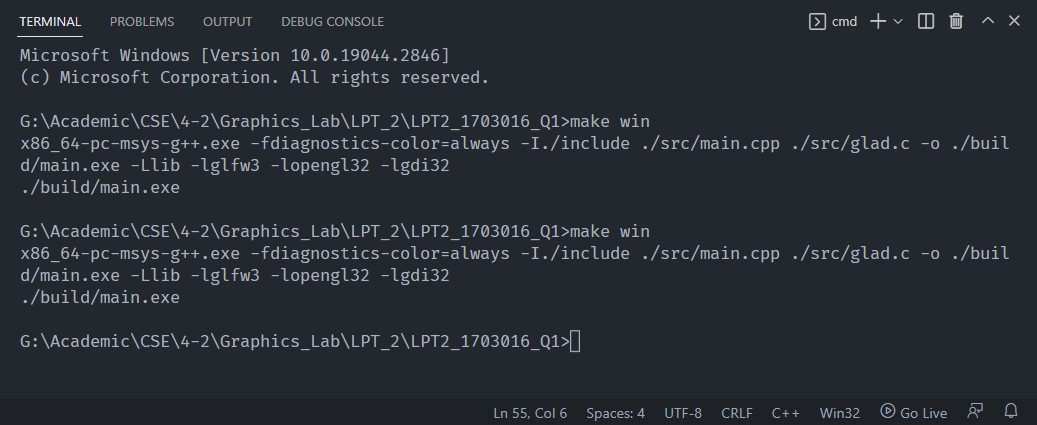 TERMINAL PROBLEMS OUTPUT DEBUG CONSOLE cmd
Microsoft Windows [Version 10.0.19044.2846]
(c) Microsoft Corporation. All rights reserved.
G:\Academic\CSE\4-2\Graphics_Lab\LPT_2\LPT2_1703016_Q1>make win
x86_64-pc-msys-g++.exe -fdiagnostics-color=always -I./include ./src/main.cpp ./src/glad.c -o ./buil
d/main.exe -Llib -lglfw3 -lopengl32 -lgdi32
./build/main.exe
G:\Academic\CSE\4-2\Graphics_Lab\LPT_2\LPT2_1703016_Q1>make win
x86_64-pc-msys-g++.exe -fdiagnostics-color=always -I./include ./src/main.cpp ./src/glad.c -o ./buil
d/main.exe -Llib -lglfw3 -lopengl32 -lgdi32
./build/main.exe
G:\Academic\CSE\4-2\Graphics_Lab\LPT_2\LPT2_1703016_Q1>
Ln 55, Col 6 Spaces: 4 UTF-8 CRLF C++ Win32 Go Live